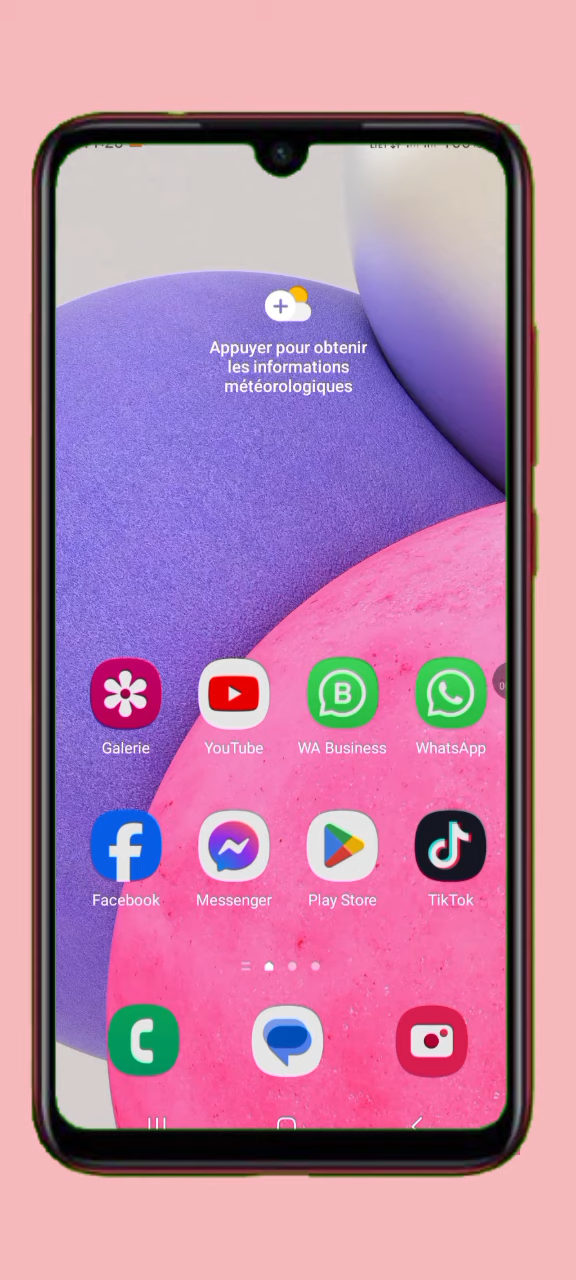 Appuyer pour obtenir
les informations
météorologiques
Galerie
YouTube
WA Business
WhatsApp
Facebook
Messenger
Play Store
TikTok